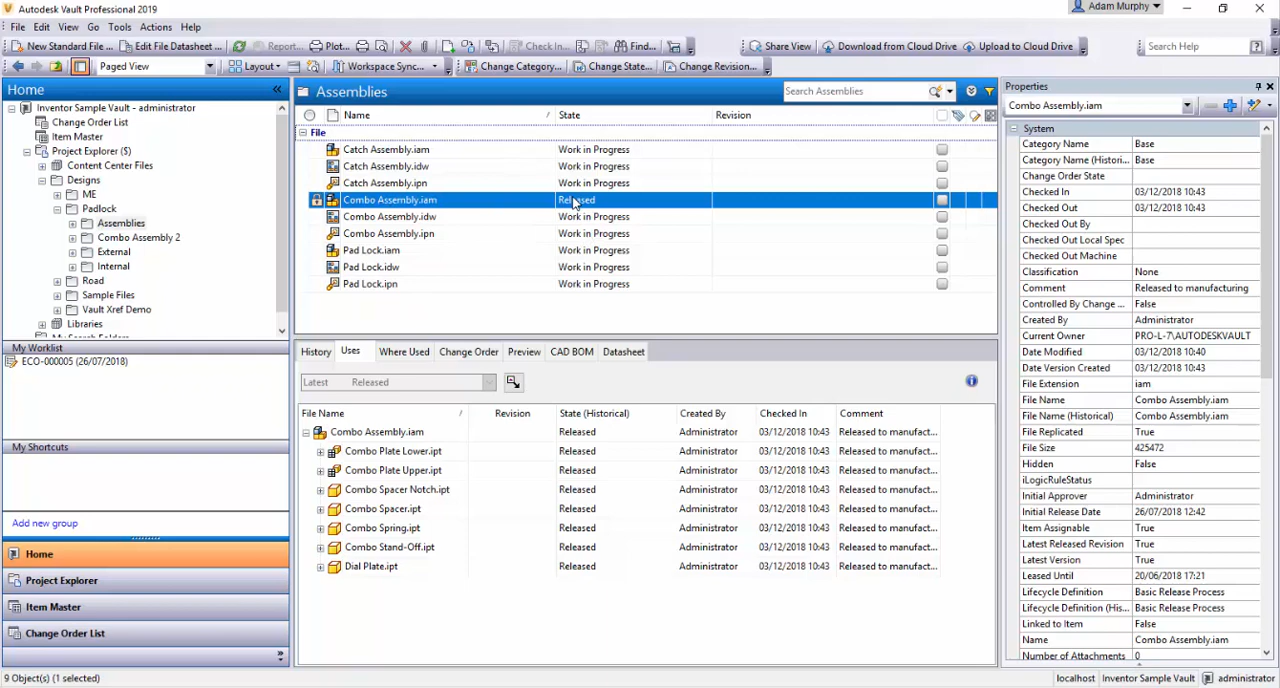 Autodesk Vault Professional 2019
Adam Murphy
File Edit View Go Tools Actions Help
New Standard File ... Edit File Datasheet... Report... Plot... Check In... Find... Share View Download from Cloud Drive Upload to Cloud Drive Search Help
Paged View Layout Workspace Sync... Change Category... Change State... Change Revision...
Home
Inventor Sample Vault - administrator
Change Order List
Item Master
Project Explorer ($)
Content Center Files
Designs
ME
Padlock
Assemblies
Combo Assembly 2
External
Internal
Road
Sample Files
Vault Xref Demo
Libraries
My Worklist
ECO-000005 (26/07/2018)
My Shortcuts
Add new group
Home
Project Explorer
Item Master
Change Order List
Assemblies Search Assemblies
Name State Revision
File
Catch Assembly.iam Work in Progress
Catch Assembly.idw Work in Progress
Catch Assembly.ipn Work in Progress
Combo Assembly.iam Released
Combo Assembly.idw Work in Progress
Combo Assembly.ipn Work in Progress
Pad Lock.iam Work in Progress
Pad Lock.idw Work in Progress
Pad Lock.ipn Work in Progress
History Uses Where Used Change Order Preview CAD BOM Datasheet
Latest Released
File Name Revision State (Historical) Created By Checked In Comment
Combo Assembly.iam Released Administrator 03/12/2018 10:43 Released to manufact...
Combo Plate Lower.ipt Released Administrator 03/12/2018 10:43 Released to manufact...
Combo Plate Upper.ipt Released Administrator 03/12/2018 10:43 Released to manufact...
Combo Spacer Notch.ipt Released Administrator 03/12/2018 10:43 Released to manufact...
Combo Spacer.ipt Released Administrator 03/12/2018 10:43 Released to manufact...
Combo Spring.ipt Released Administrator 03/12/2018 10:43 Released to manufact...
Combo Stand-Off.ipt Released Administrator 03/12/2018 10:43 Released to manufact...
Dial Plate.ipt Released Administrator 03/12/2018 10:43 Released to manufact...
Properties
Combo Assembly.iam
System
Category Name Base
Category Name (Histori... Base
Change Order State
Checked In 03/12/2018 10:43
Checked Out 03/12/2018 10:43
Checked Out By
Checked Out Local Spec
Checked Out Machine
Classification None
Comment Released to manufacturing
Controlled By Change ... False
Created By Administrator
Current Owner PRO-L-7\AUTODESKVAULT
Date Modified 03/12/2018 10:40
Date Version Created 03/12/2018 10:43
File Extension iam
File Name Combo Assembly.iam
File Name (Historical) Combo Assembly.iam
File Replicated True
File Size 425472
Hidden False
iLogicRuleStatus
Initial Approver Administrator
Initial Release Date 26/07/2018 12:42
Item Assignable True
Latest Released Revision True
Latest Version True
Leased Until 20/06/2018 17:21
Lifecycle Definition Basic Release Process
Lifecycle Definition (His... Basic Release Process
Linked to Item False
Name Combo Assembly.iam
Number of Attachments 0
9 Object(s) (1 selected) localhost Inventor Sample Vault administrator